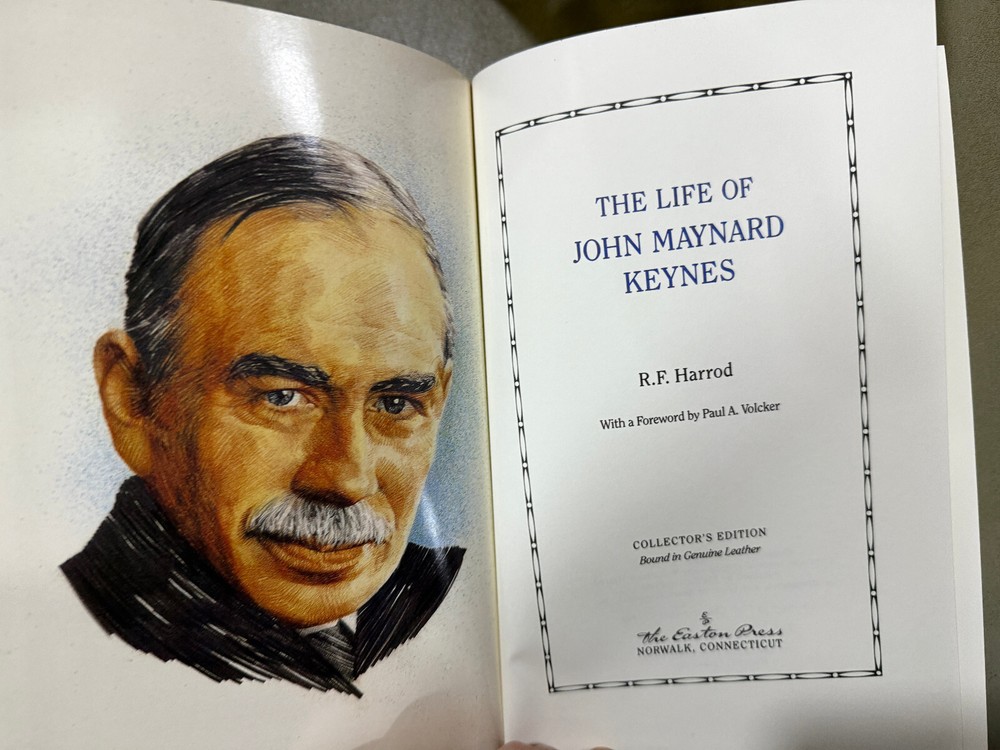 THE LIFE OF
JOHN MAYNARD
KEYNES
R.F. Harrod
With a Foreword by Paul A. Volcker
COLLECTOR'S EDITION
Bound in Genuine Leather
The Easton Press
NORWALK, CONNECTICUT